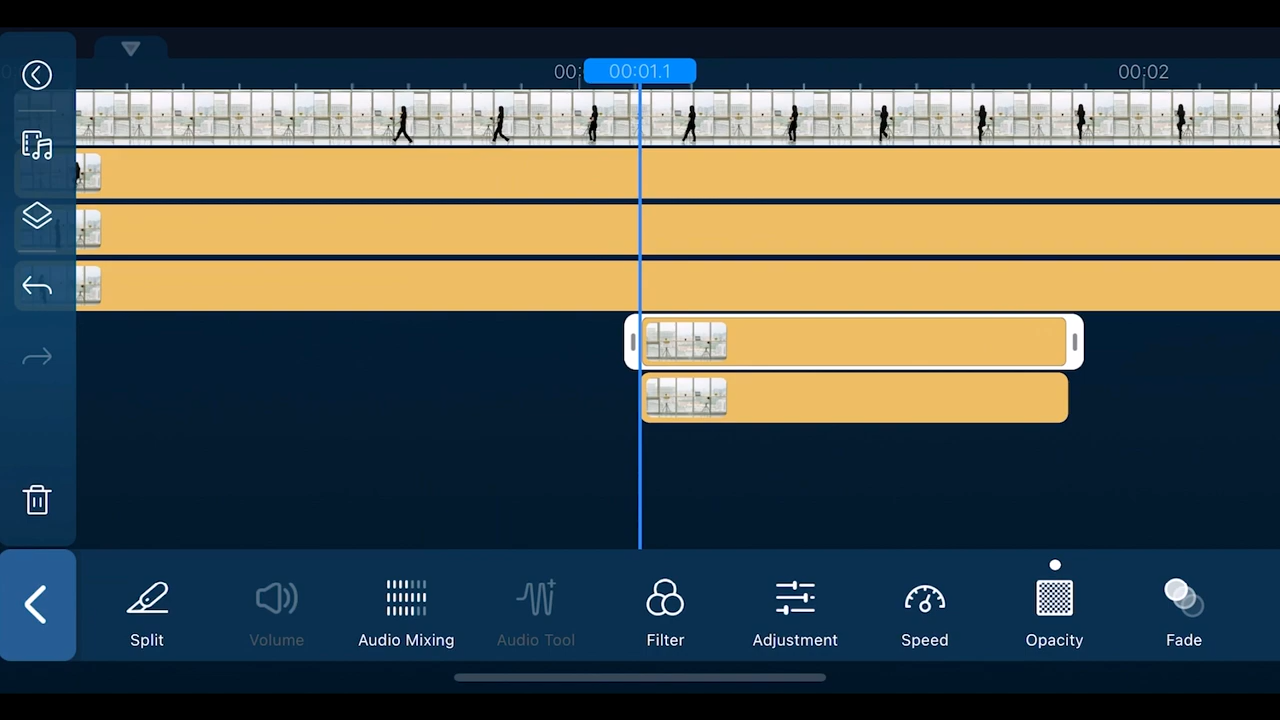 00:
00:01.1
00:02
Split
Volume
Audio Mixing
Audio Tool
Filter
Adjustment
Speed
Opacity
Fade